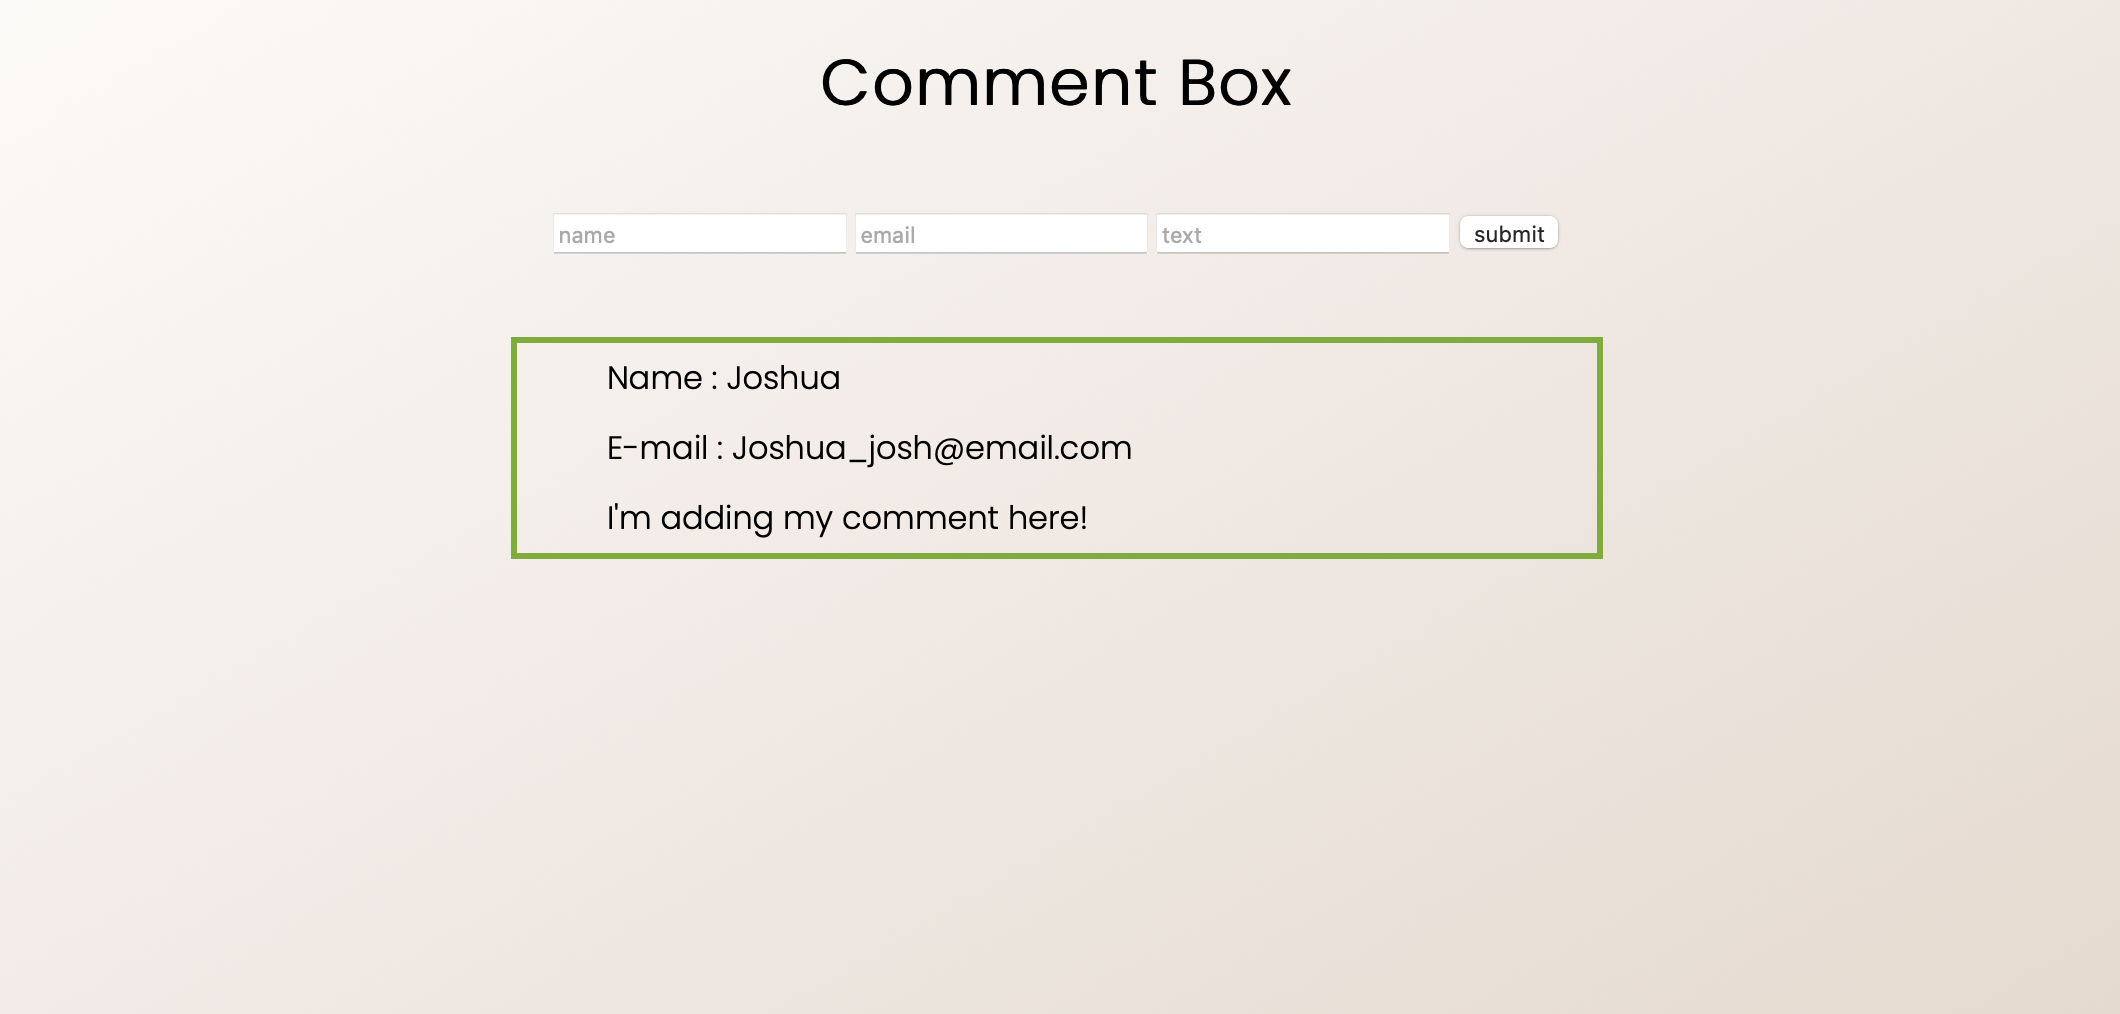 Comment Box
name email text submit
Name : Joshua
E-mail : Joshua_josh@email.com
I'm adding my comment here!